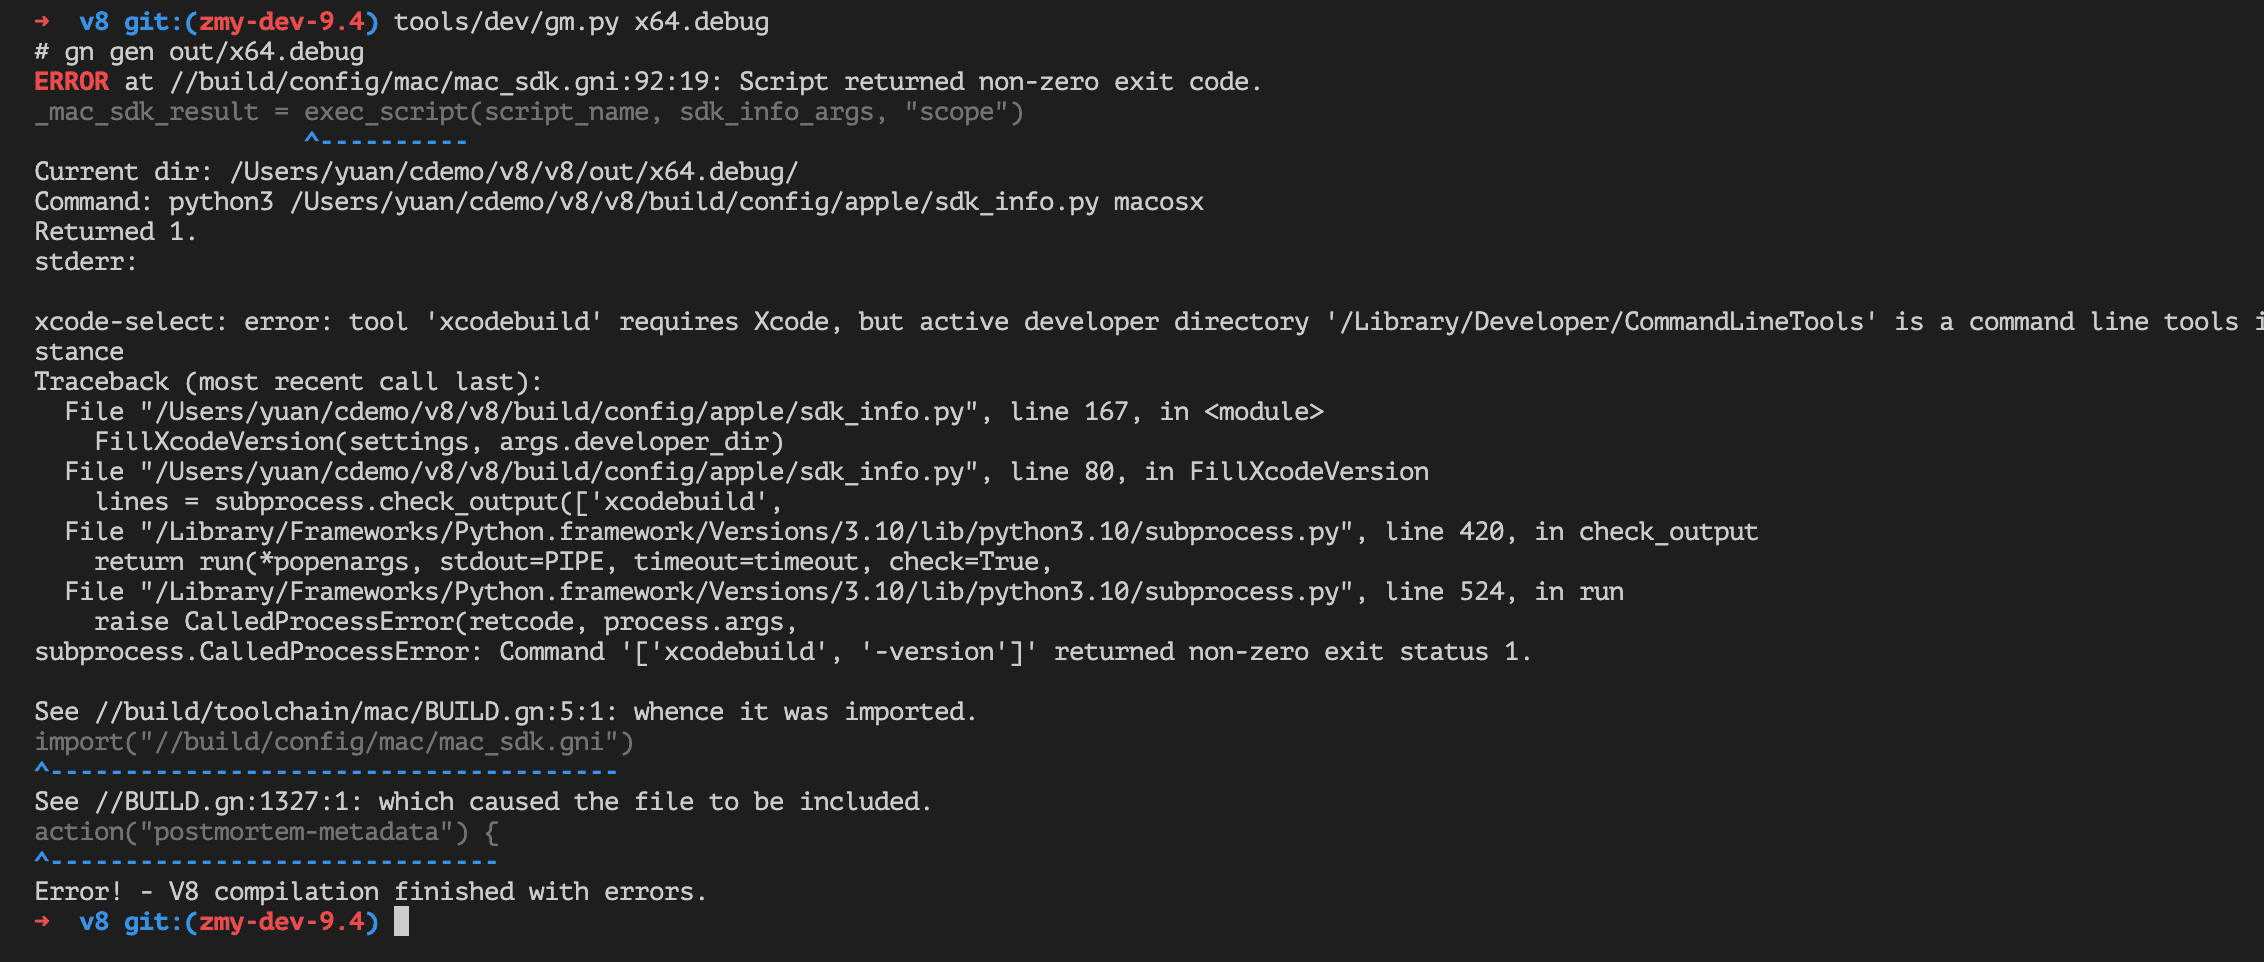 → v8 git:(zmy-dev-9.4) tools/dev/gm.py x64.debug
# gn gen out/x64.debug
ERROR at //build/config/mac/mac_sdk.gni:92:19: Script returned non-zero exit code.
_mac_sdk_result = exec_script(script_name, sdk_info_args, "scope")
                  ^----------
Current dir: /Users/yuan/cdemo/v8/v8/out/x64.debug/
Command: python3 /Users/yuan/cdemo/v8/v8/build/config/apple/sdk_info.py macosx
Returned 1.
stderr:

xcode-select: error: tool 'xcodebuild' requires Xcode, but active developer directory '/Library/Developer/CommandLineTools' is a command line tools i
stance
Traceback (most recent call last):
  File "/Users/yuan/cdemo/v8/v8/build/config/apple/sdk_info.py", line 167, in <module>
    FillXcodeVersion(settings, args.developer_dir)
  File "/Users/yuan/cdemo/v8/v8/build/config/apple/sdk_info.py", line 80, in FillXcodeVersion
    lines = subprocess.check_output(['xcodebuild',
  File "/Library/Frameworks/Python.framework/Versions/3.10/lib/python3.10/subprocess.py", line 420, in check_output
    return run(*popenargs, stdout=PIPE, timeout=timeout, check=True,
  File "/Library/Frameworks/Python.framework/Versions/3.10/lib/python3.10/subprocess.py", line 524, in run
    raise CalledProcessError(retcode, process.args,
subprocess.CalledProcessError: Command '['xcodebuild', '-version']' returned non-zero exit status 1.

See //build/toolchain/mac/BUILD.gn:5:1: whence it was imported.
import("//build/config/mac/mac_sdk.gni")
^--------------------------------------
See //BUILD.gn:1327:1: which caused the file to be included.
action("postmortem-metadata") {
^------------------------------
Error! - V8 compilation finished with errors.
→ v8 git:(zmy-dev-9.4)